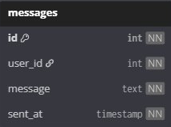 messages
id int NN
user_id int NN
message text NN
sent_at timestamp NN